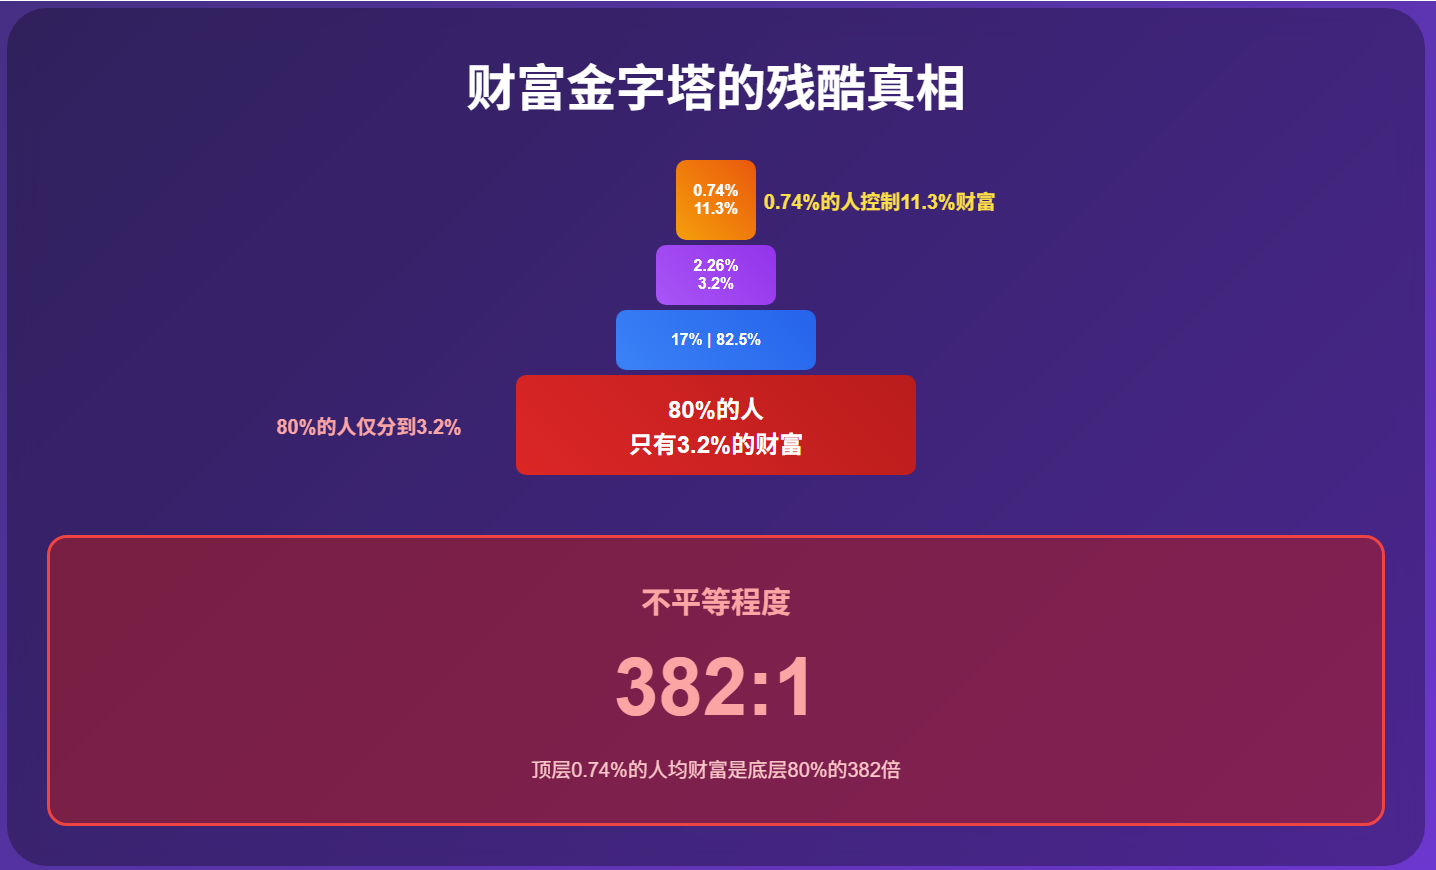 财富金字塔的残酷真相
0.74%
11.3%
0.74%的人控制11.3%财富
2.26%
3.2%
17% | 82.5%
80%的人
只有3.2%的财富
80%的人仅分到3.2%
不平等程度
382:1
顶层0.74%的人均财富是底层80%的382倍